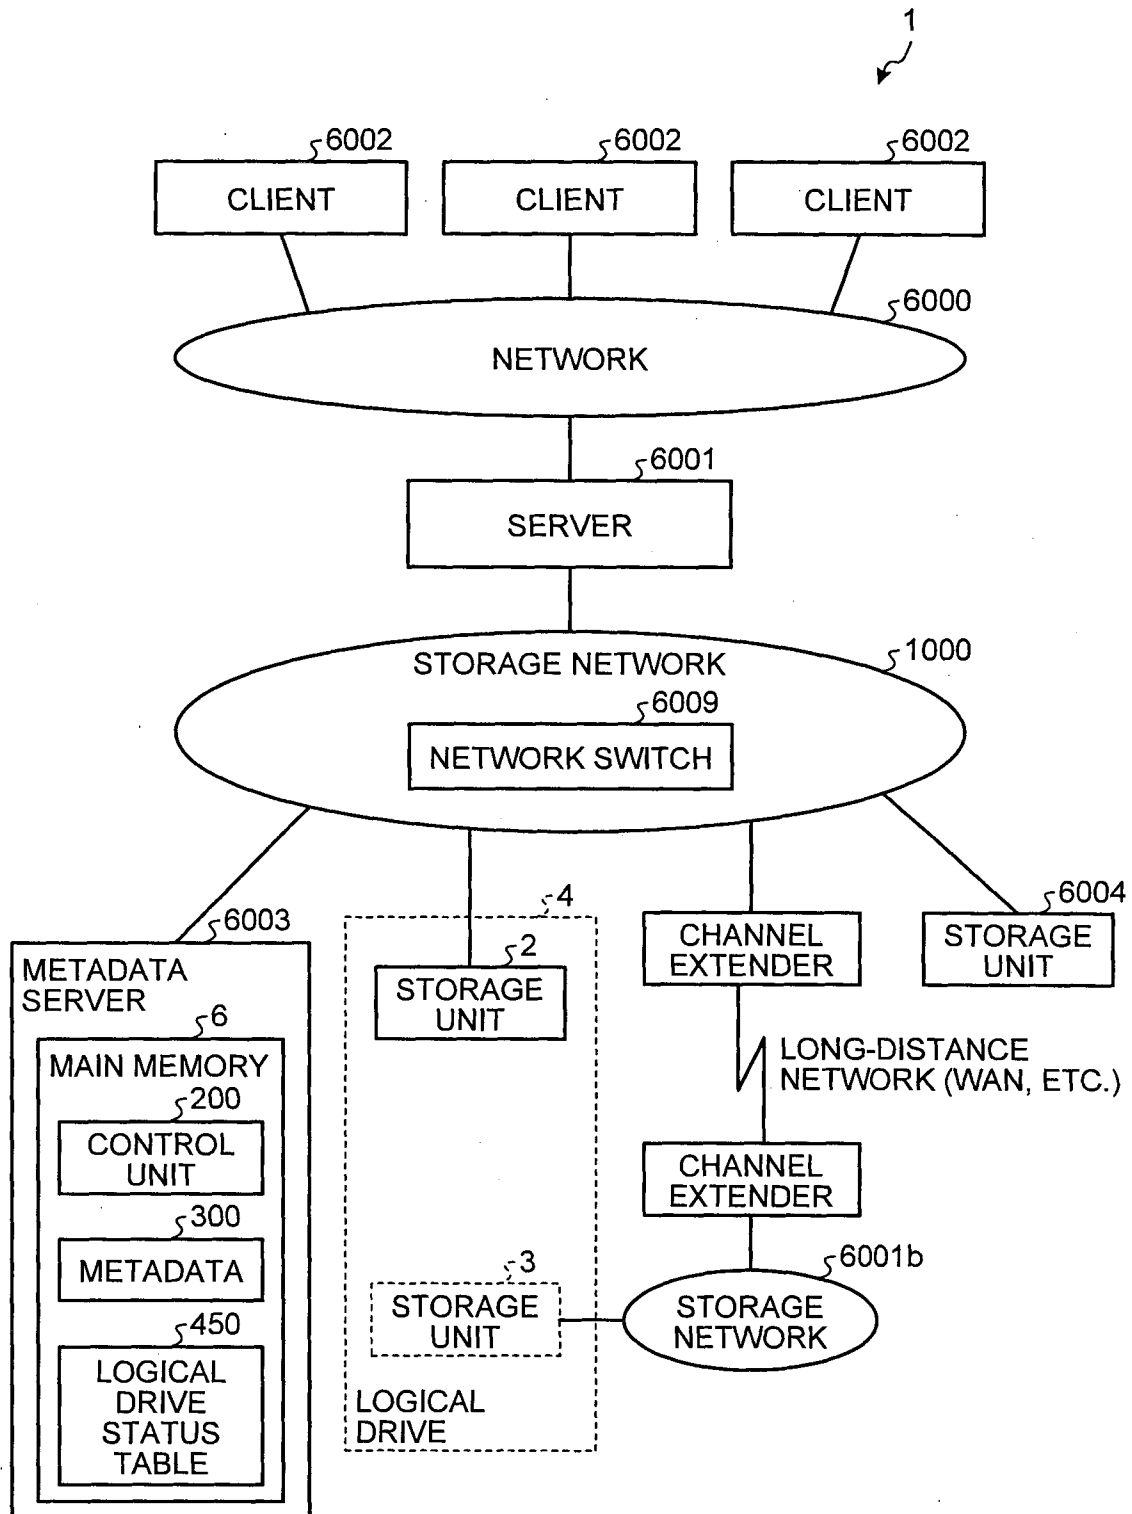 1
6002
6002
6002
CLIENT
CLIENT
CLIENT
6000
NETWORK
6001
SERVER
1000
STORAGE NETWORK
6009
NETWORK SWITCH
6003
4
6004
METADATA
SERVER
2
STORAGE
UNIT
CHANNEL
EXTENDER
STORAGE
UNIT
6
MAIN MEMORY
LONG-DISTANCE
NETWORK (WAN, ETC.)
200
CONTROL
UNIT
CHANNEL
EXTENDER
300
METADATA
3
STORAGE
UNIT
6001b
STORAGE
NETWORK
450
LOGICAL
DRIVE
STATUS
TABLE
LOGICAL
DRIVE